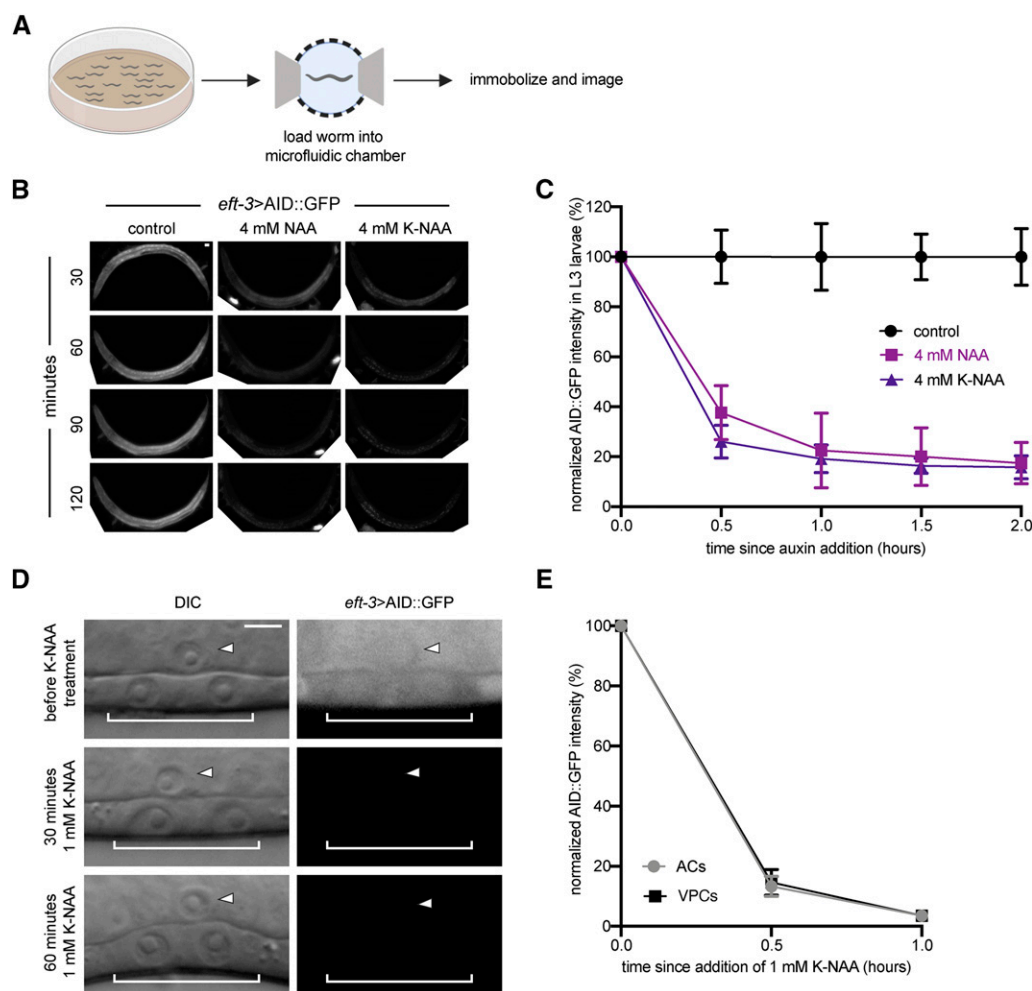 A
load worm into
microfluidic chamber
immobolize and image
B
eft-3>AID::GFP
control
4 mM NAA
4 mM K-NAA
minutes
30
60
90
120
C
normalized AID::GFP intensity in L3 larvae (%)
120
100
80
60
40
20
0
control
4 mM NAA
4 mM K-NAA
0.0
0.5
1.0
1.5
2.0
time since auxin addition (hours)
D
DIC
eft-3>AID::GFP
before K-NAA
treatment
30 minutes
1 mM K-NAA
60 minutes
1 mM K-NAA
E
normalized AID::GFP intensity (%)
100
80
60
40
20
0
ACs
VPCs
0.0
0.5
1.0
time since addition of 1 mM K-NAA (hours)